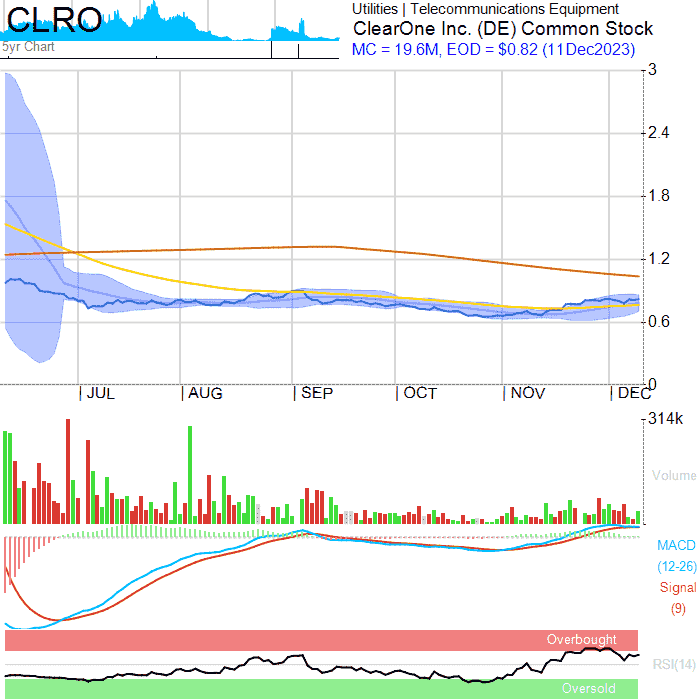 CLRO
5yr Chart
Utilities | Telecommunications Equipment
ClearOne Inc. (DE) Common Stock
MC = 19.6M, EOD = $0.82 (11Dec2023)
3
2.4
1.8
1.2
0.6
0
JUL
AUG
SEP
OCT
NOV
DEC
314k
Volume
MACD
(12-26)
Signal
(9)
Overbought
RSI(14)
Oversold